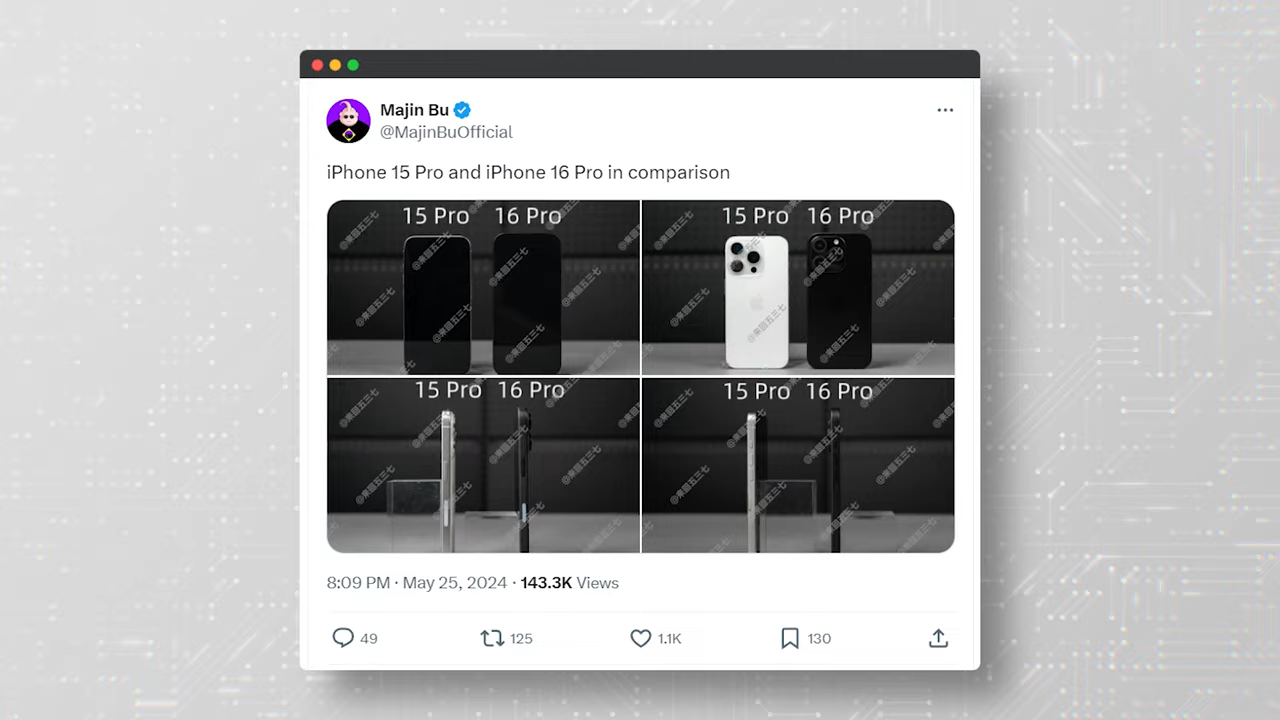 Majin Bu
@MajinBuOfficial
iPhone 15 Pro and iPhone 16 Pro in comparison
15 Pro 16 Pro
15 Pro 16 Pro
15 Pro 16 Pro
15 Pro 16 Pro
8:09 PM · May 25, 2024 · 143.3K Views
49 125 1.1K 130